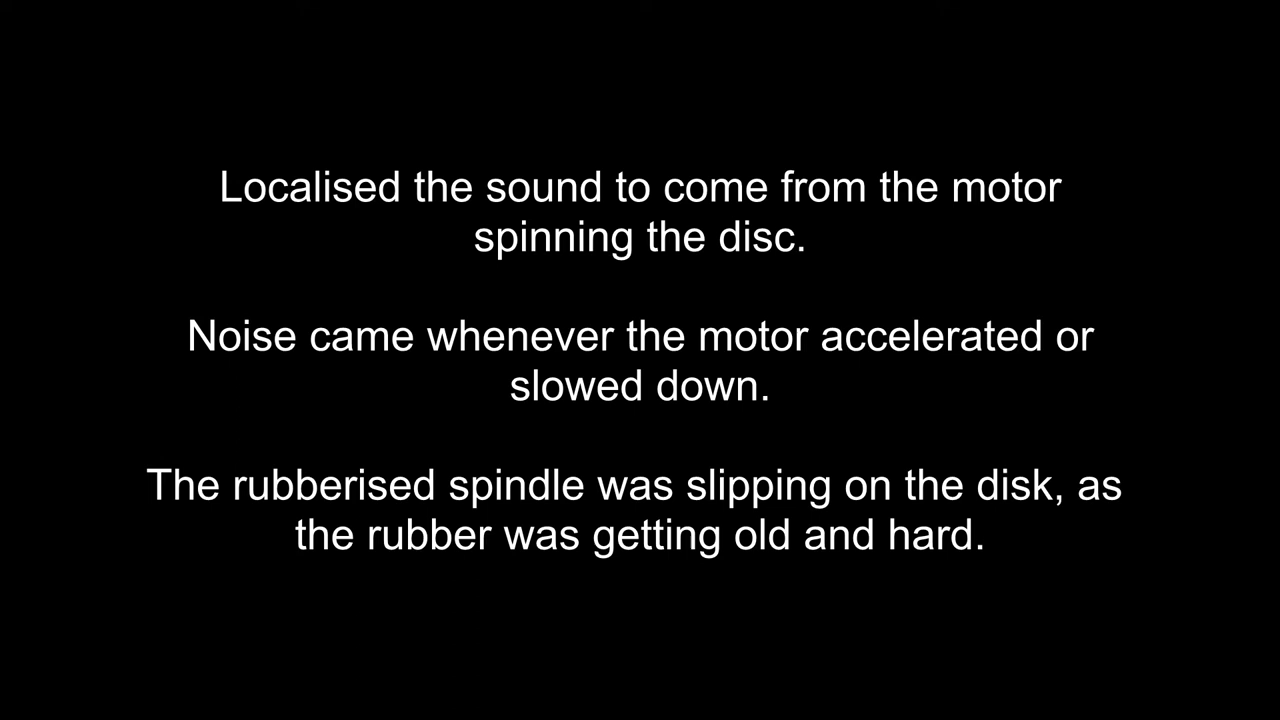 Localised the sound to come from the motor
spinning the disc.
Noise came whenever the motor accelerated or
slowed down.
The rubberised spindle was slipping on the disk, as
the rubber was getting old and hard.